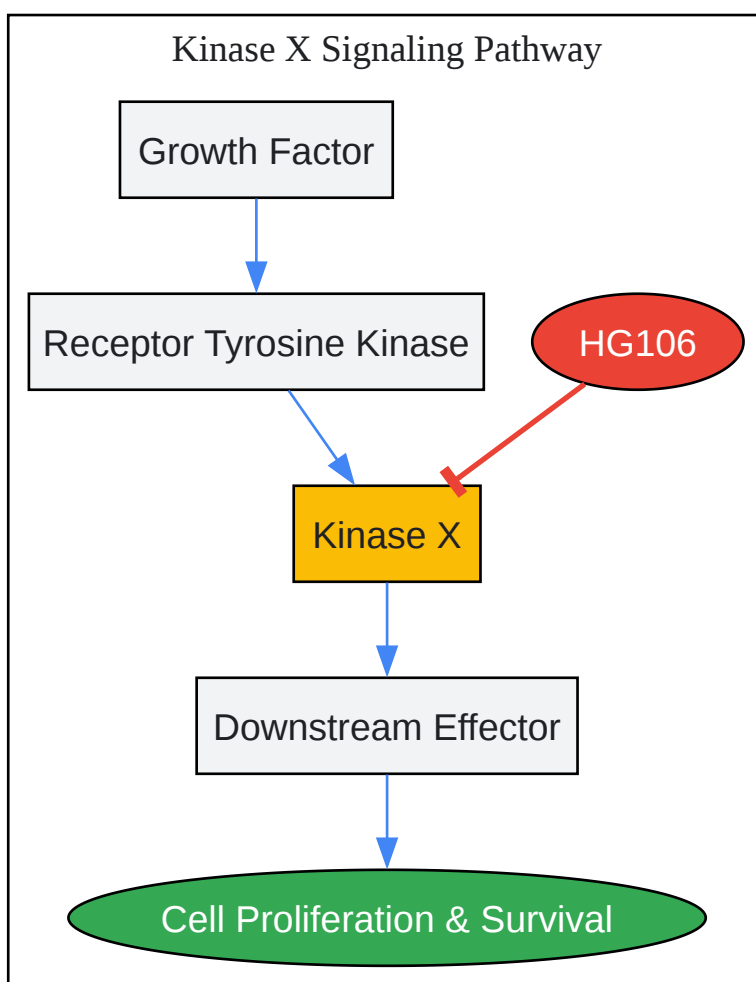 Kinase X Signaling Pathway
Growth Factor
Receptor Tyrosine Kinase
HG106
Kinase X
Downstream Effector
Cell Proliferation & Survival